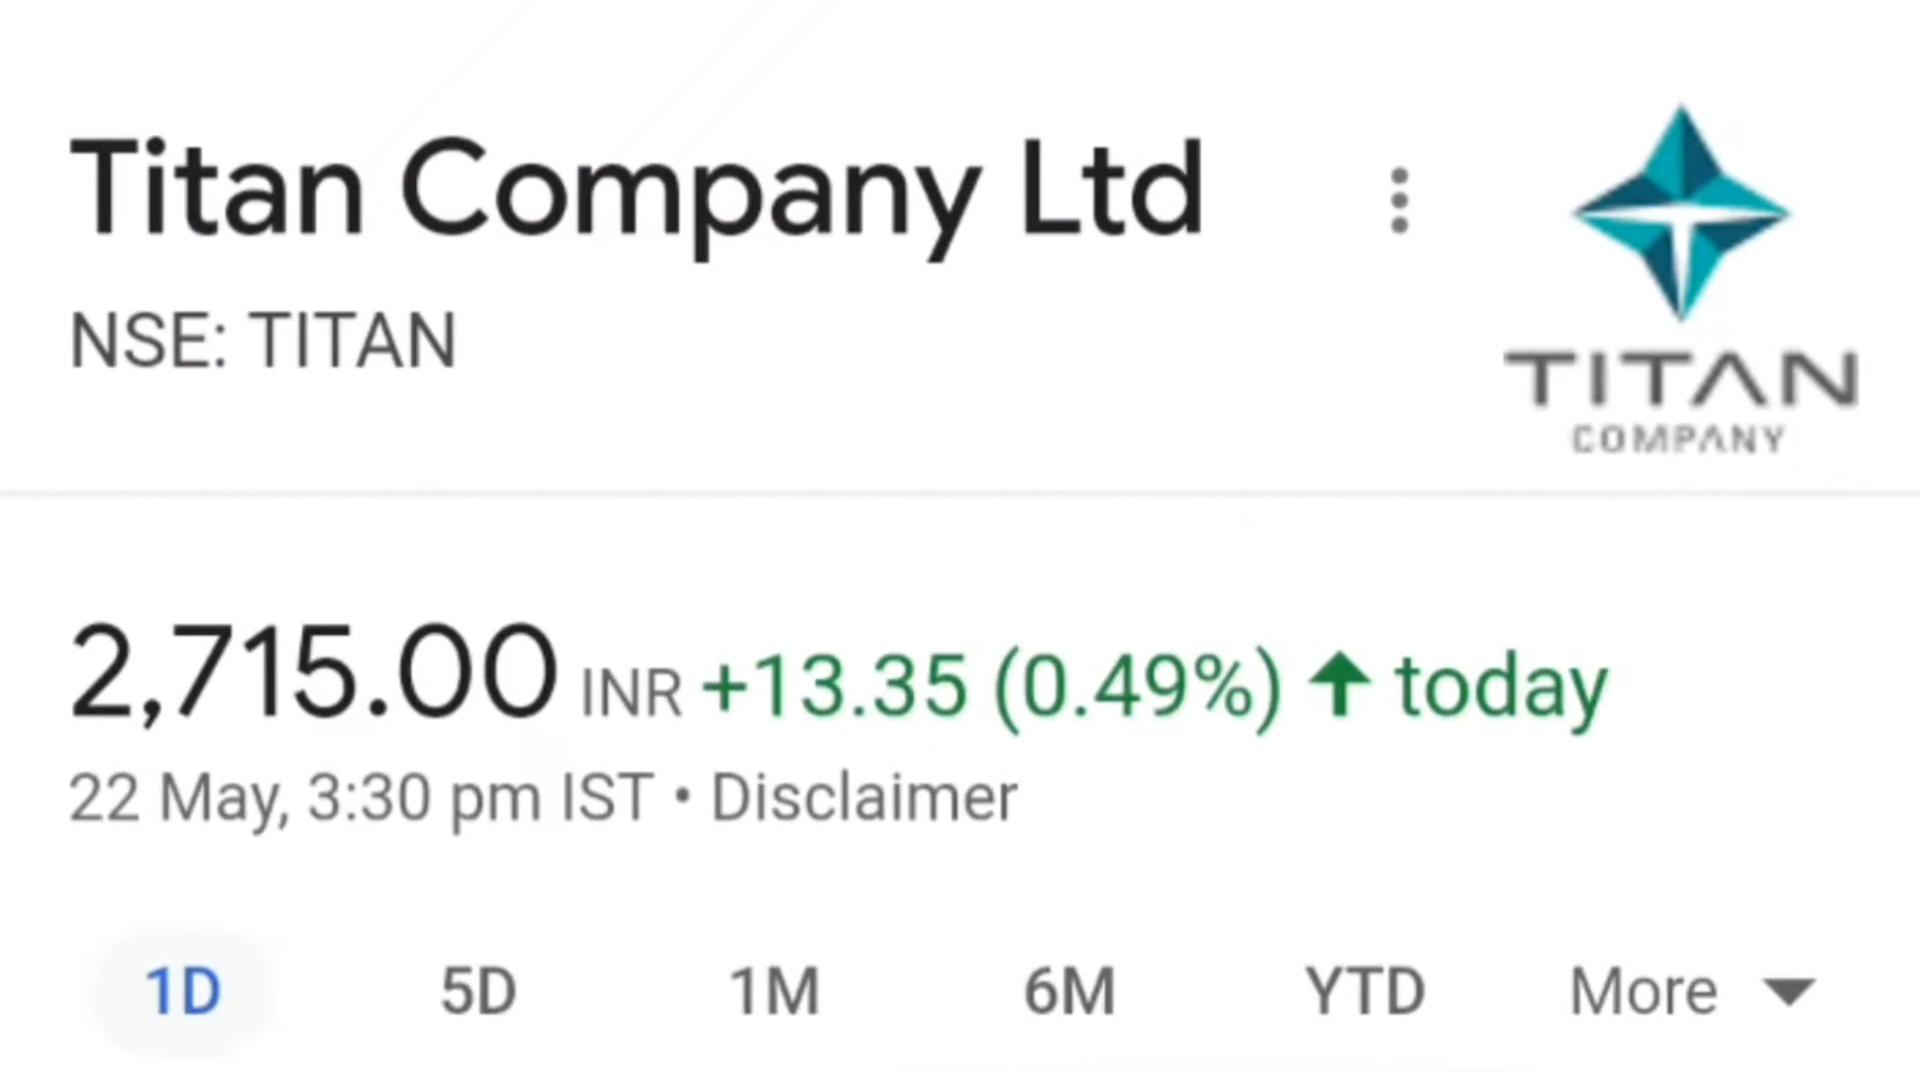 Titan Company Ltd
NSE: TITAN
TITAN
COMPANY
2,715.00 INR +13.35 (0.49%) ↑ today
22 May, 3:30 pm IST • Disclaimer
1D 5D 1M 6M YTD More